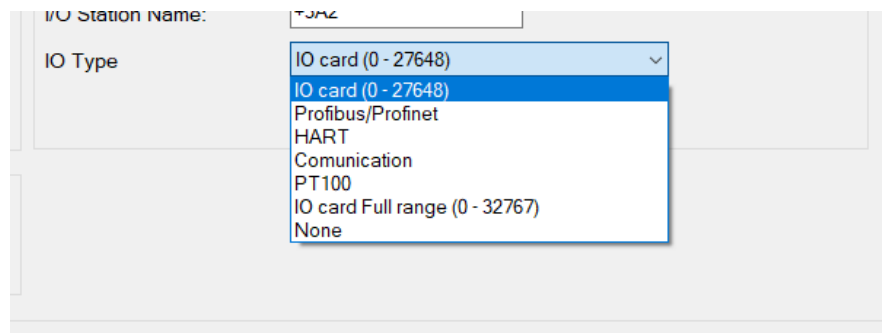 I/O Station Name: +3A2
IO Type IO card (0 - 27648)
IO card (0 - 27648)
Profibus/Profinet
HART
Comunication
PT100
IO card Full range (0 - 32767)
None